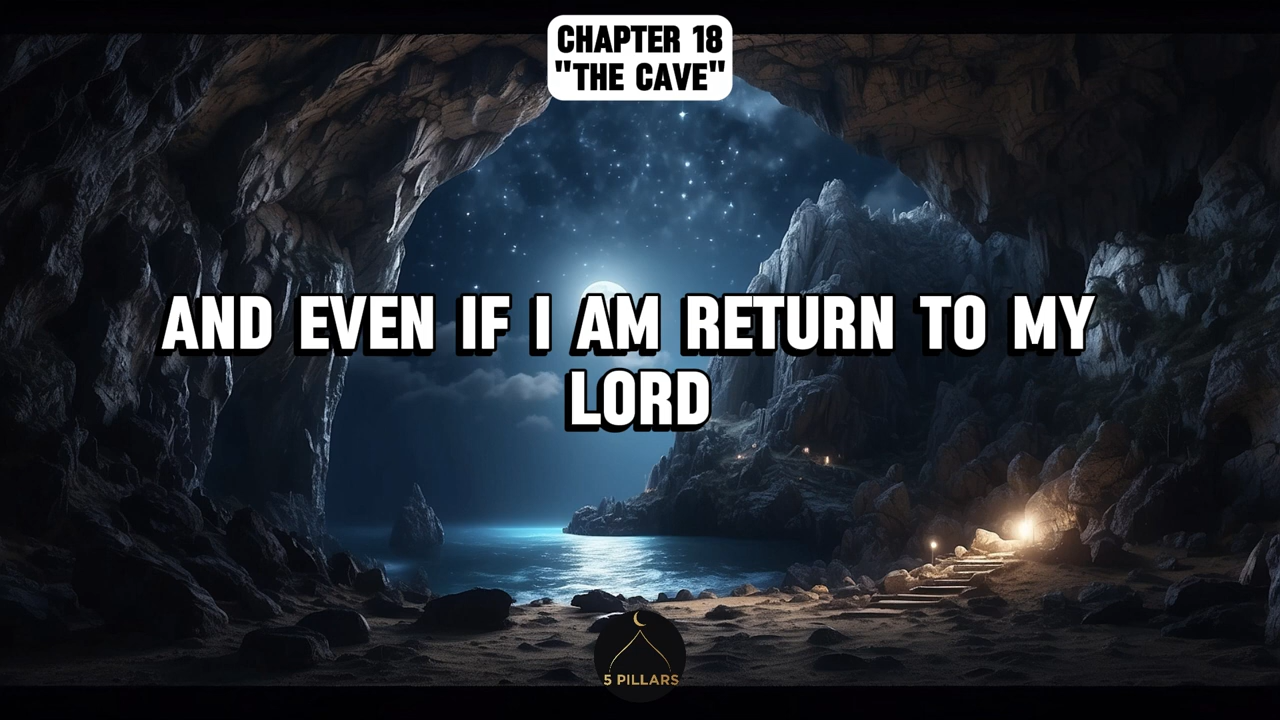 CHAPTER 18
"THE CAVE"
AND EVEN IF I AM RETURN TO MY
LORD
5 PILLARS